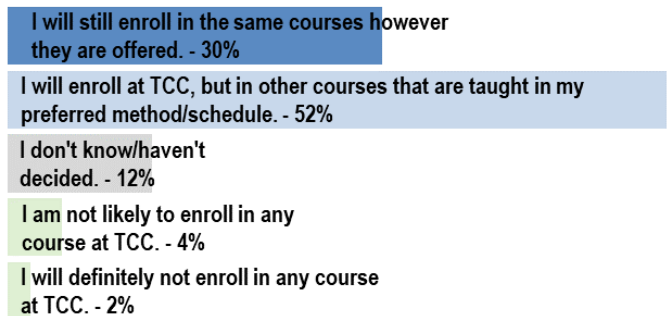 I will still enroll in the same courses however
they are offered. - 30%
I will enroll at TCC, but in other courses that are taught in my
preferred method/schedule. - 52%
I don't know/haven't
decided. - 12%
I am not likely to enroll in any
course at TCC. - 4%
I will definitely not enroll in any course
at TCC. - 2%